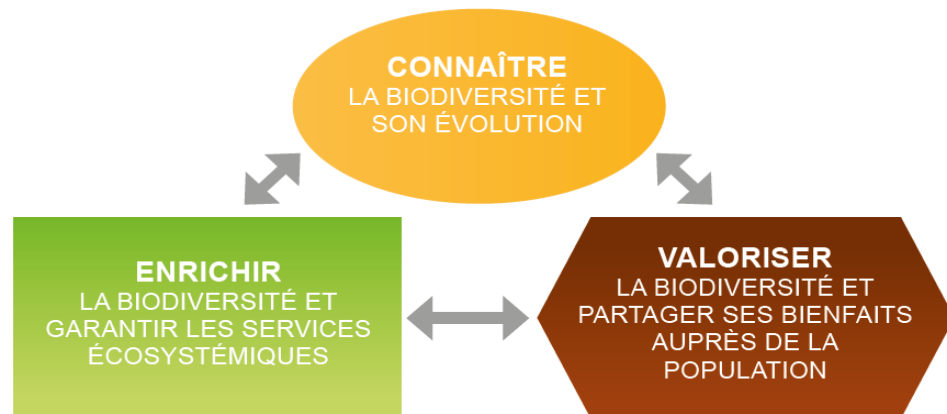 CONNAÎTRE
LA BIODIVERSITÉ ET
SON ÉVOLUTION
ENRICHIR
LA BIODIVERSITÉ ET
GARANTIR LES SERVICES
ÉCOSYSTÉMIQUES
VALORISER
LA BIODIVERSITÉ ET
PARTAGER SES BIENFAITS
AUPRÈS DE LA
POPULATION